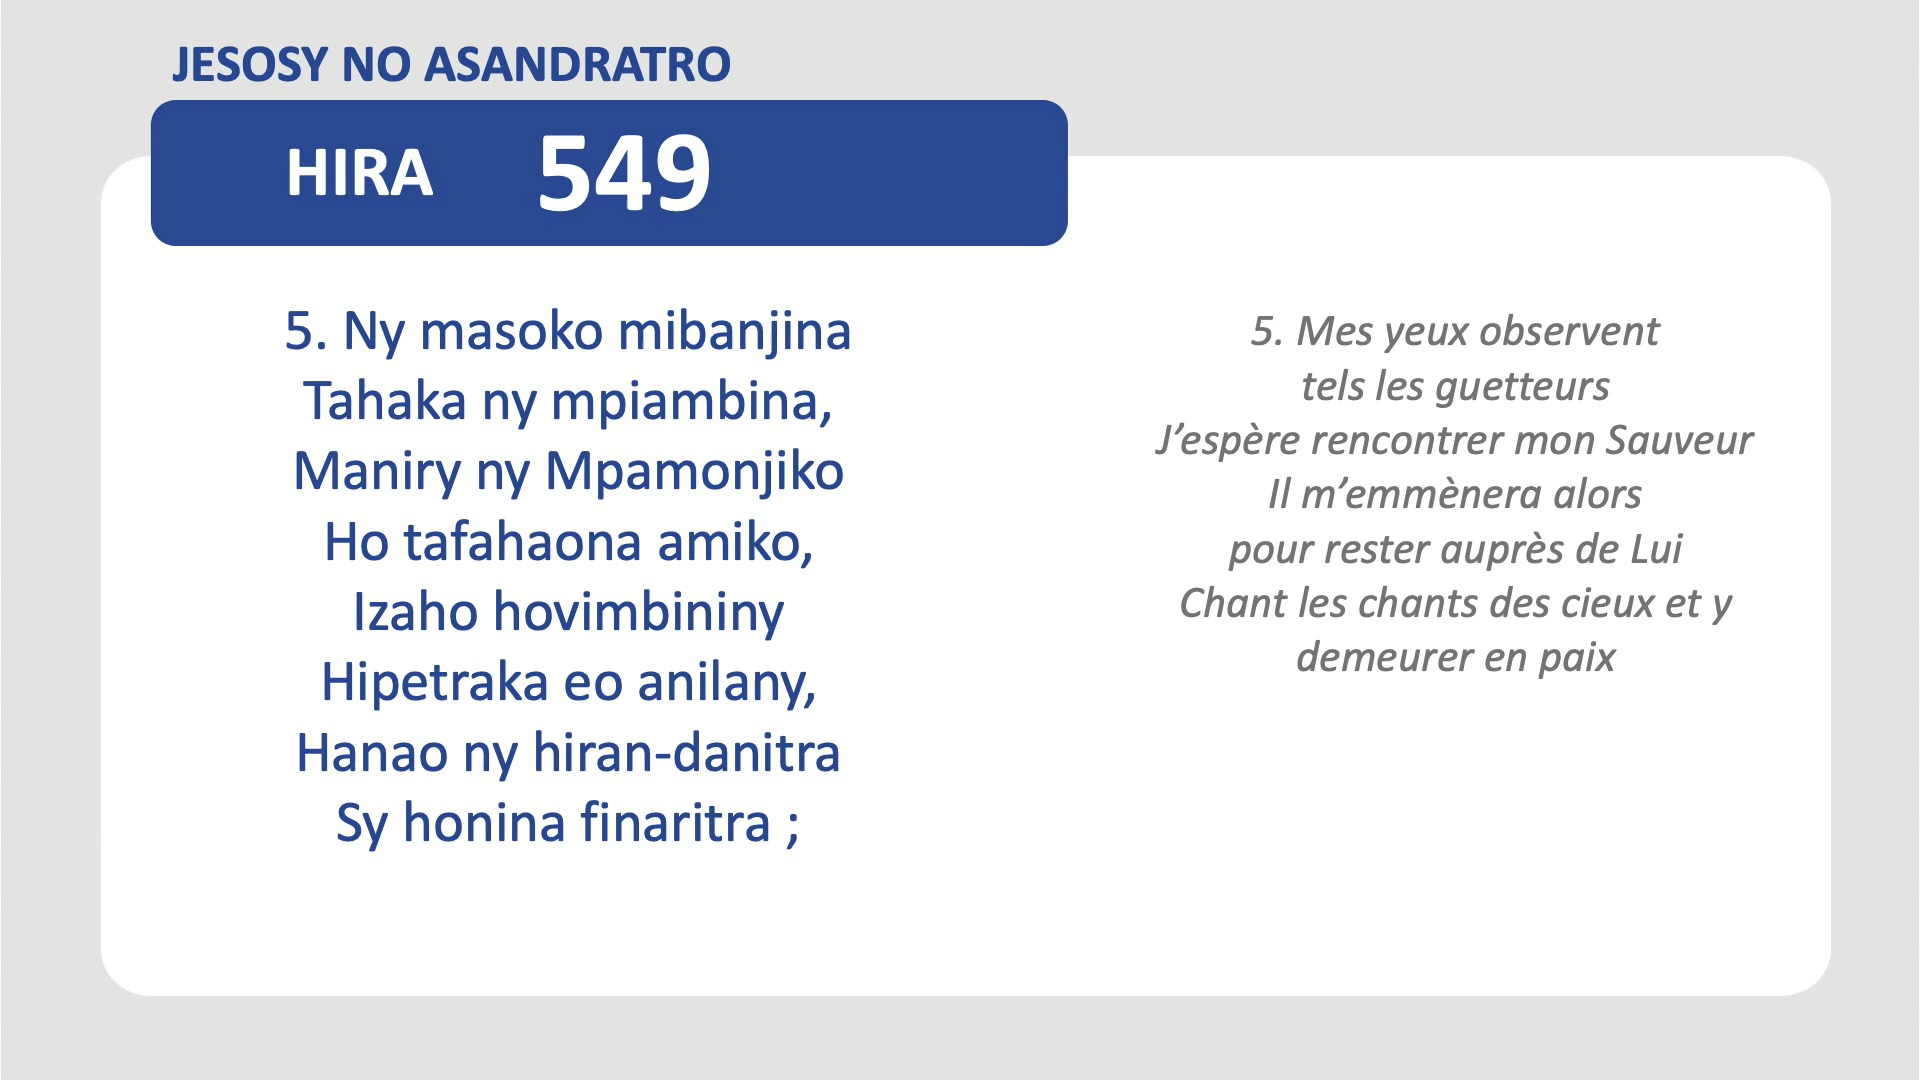 JESOSY NO ASANDRATRO
HIRA 549
5. Ny masoko mibanjina
Tahaka ny mpiambina,
Maniry ny Mpamonjiko
Ho tafahaona amiko,
Izaho hovimbininy
Hipetraka eo anilany,
Hanao ny hiran-danitra
Sy honina finaritra ;
5. Mes yeux observent
tels les guetteurs
J’espère rencontrer mon Sauveur
Il m’emmènera alors
pour rester auprès de Lui
Chant les chants des cieux et y
demeurer en paix